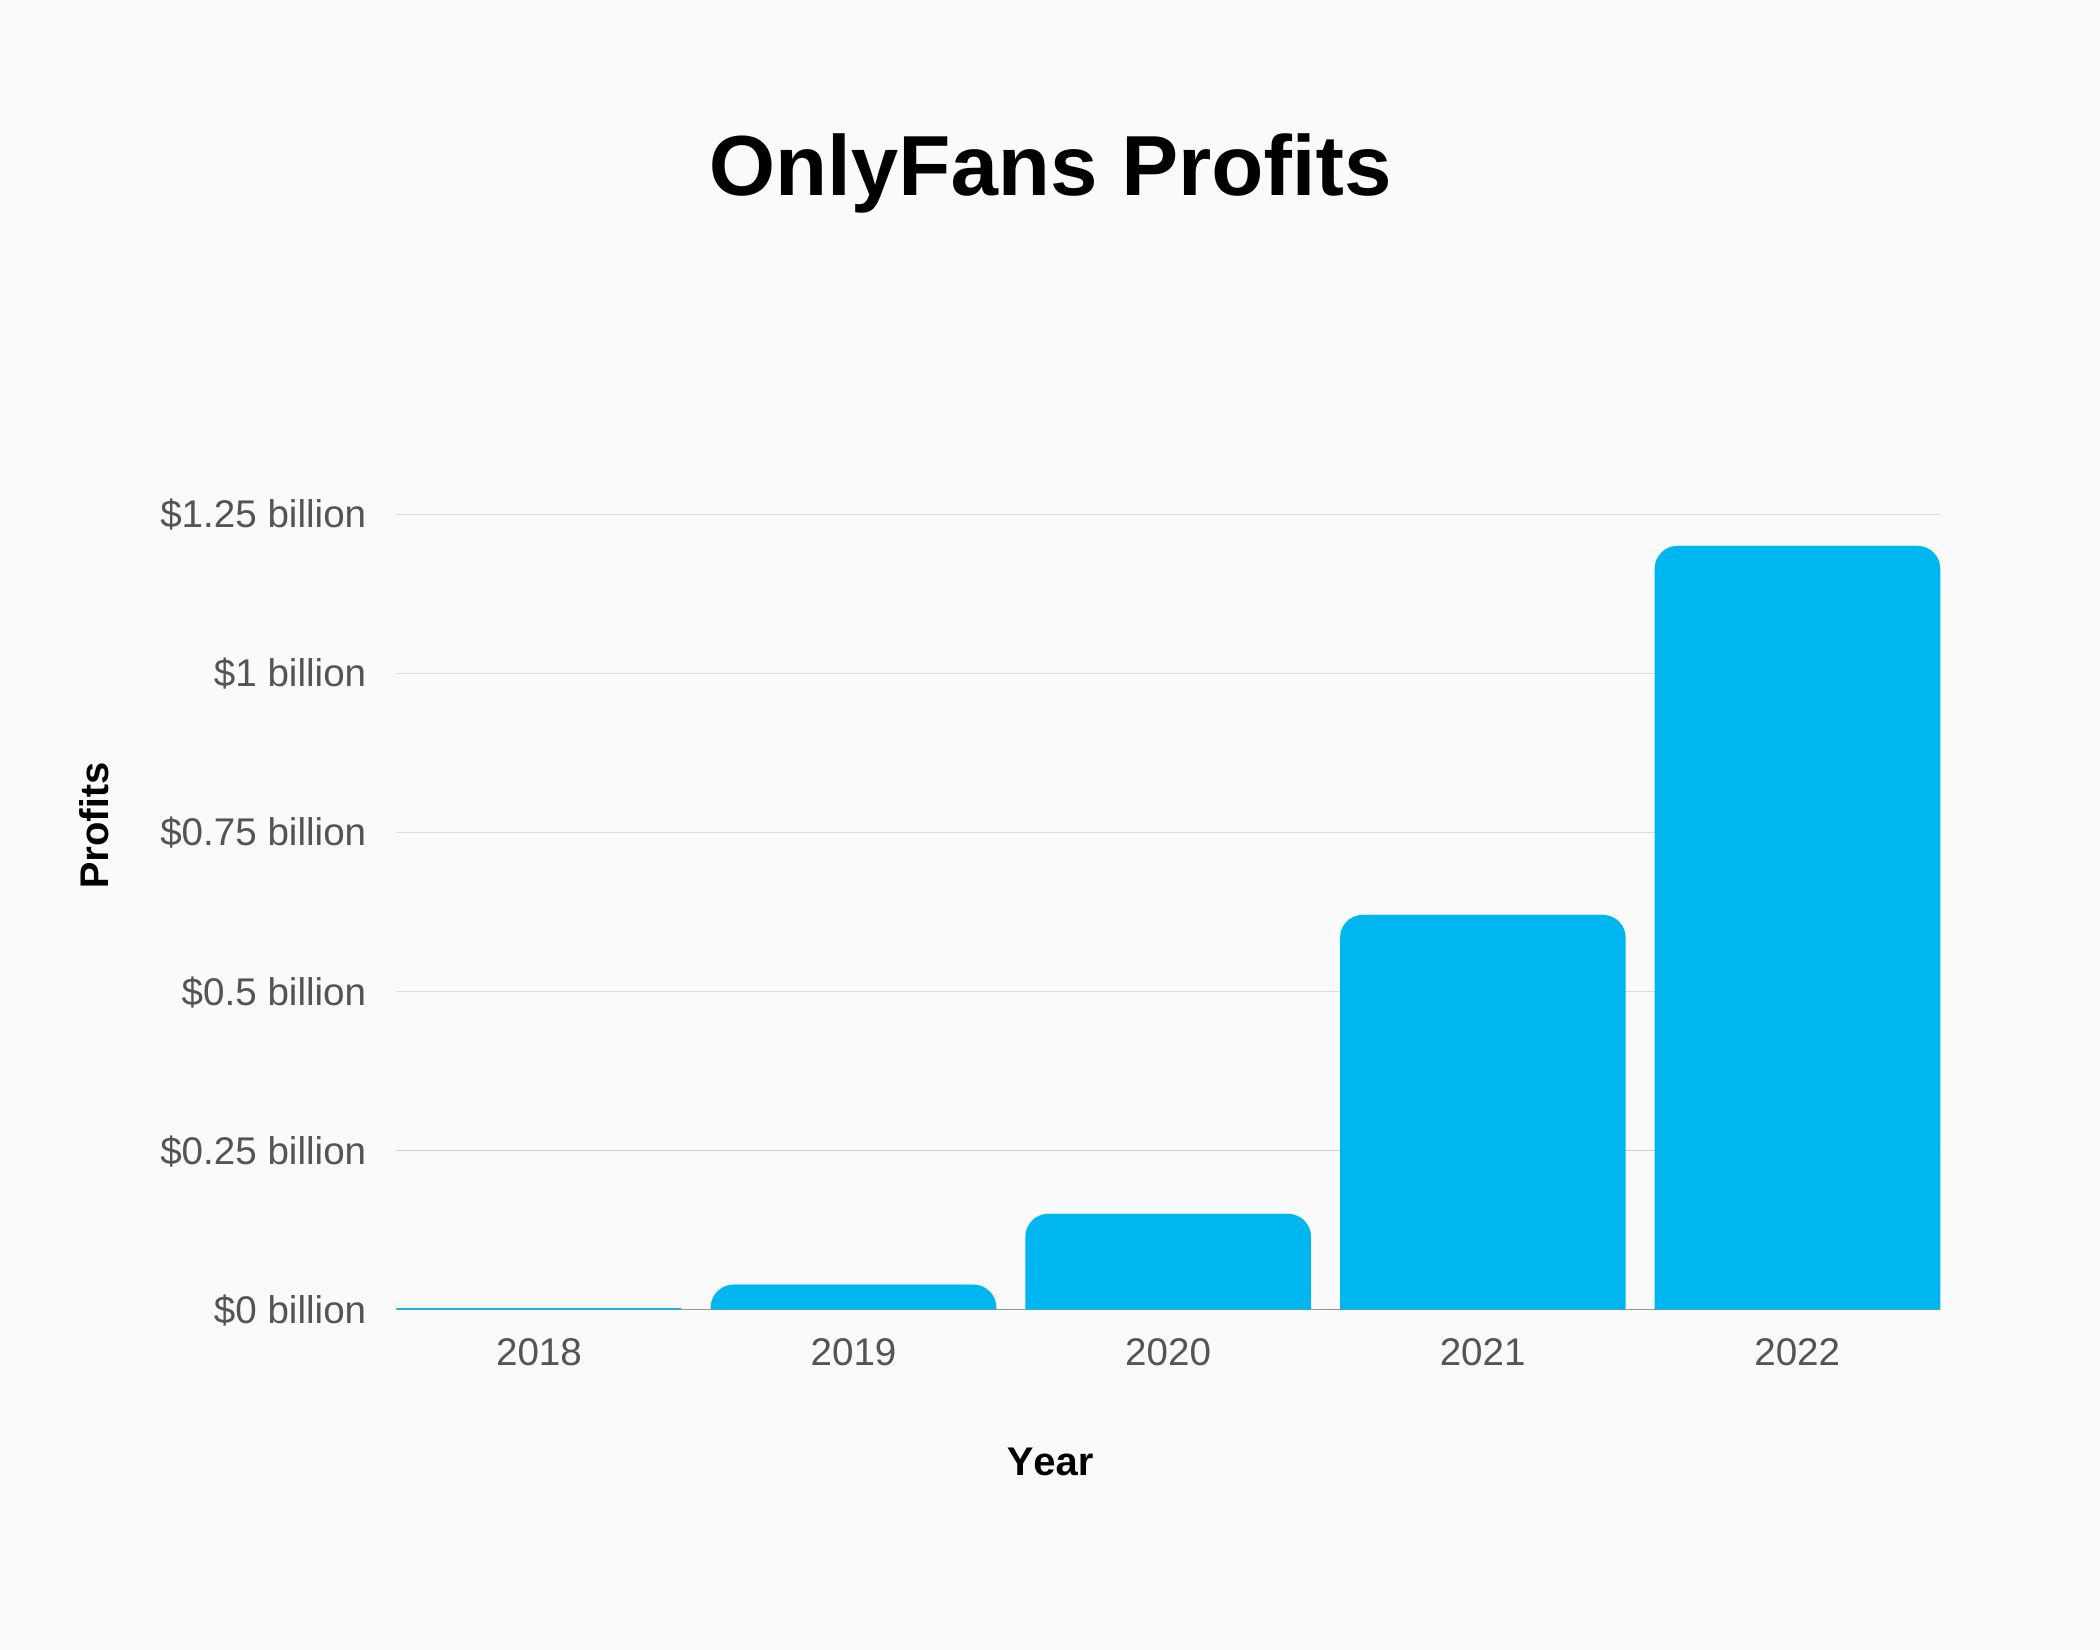 OnlyFans Profits
$1.25 billion
$1 billion
$0.75 billion
$0.5 billion
$0.25 billion
$0 billion
Profits
2018 2019 2020 2021 2022
Year